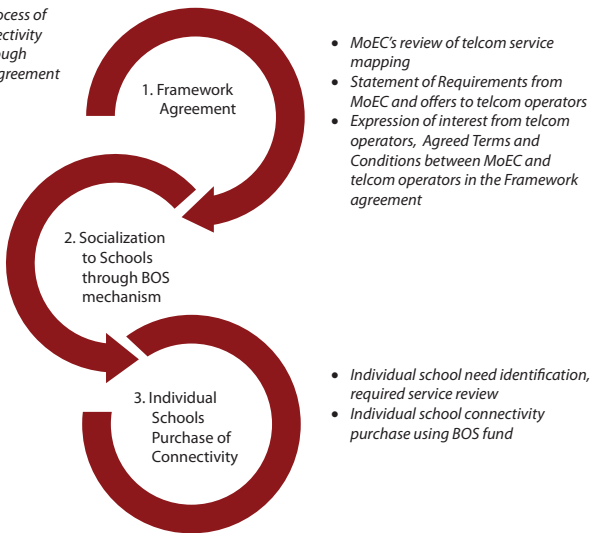 ocess of
ectivity
ough
greement
1. Framework
Agreement
• MoEC's review of telcom service
mapping
• Statement of Requirements from
MoEC and offers to telcom operators
• Expression of interest from telcom
operators, Agreed Terms and
Conditions between MoEC and
telcom operators in the Framework
agreement
2. Socialization
to Schools
through BOS
mechanism
3. Individual
Schools
Purchase of
Connectivity
• Individual school need identification,
required service review
• Individual school connectivity
purchase using BOS fund